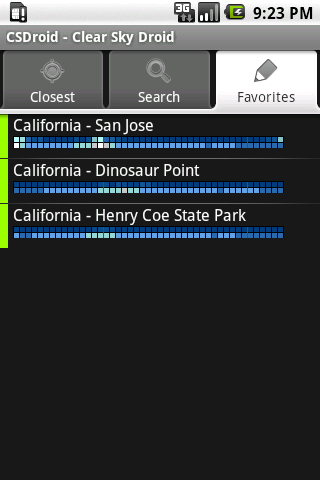 3G
9:23 PM
CSDroid - Clear Sky Droid
Closest
Search
Favorites
California - San Jose
California - Dinosaur Point
California - Henry Coe State Park